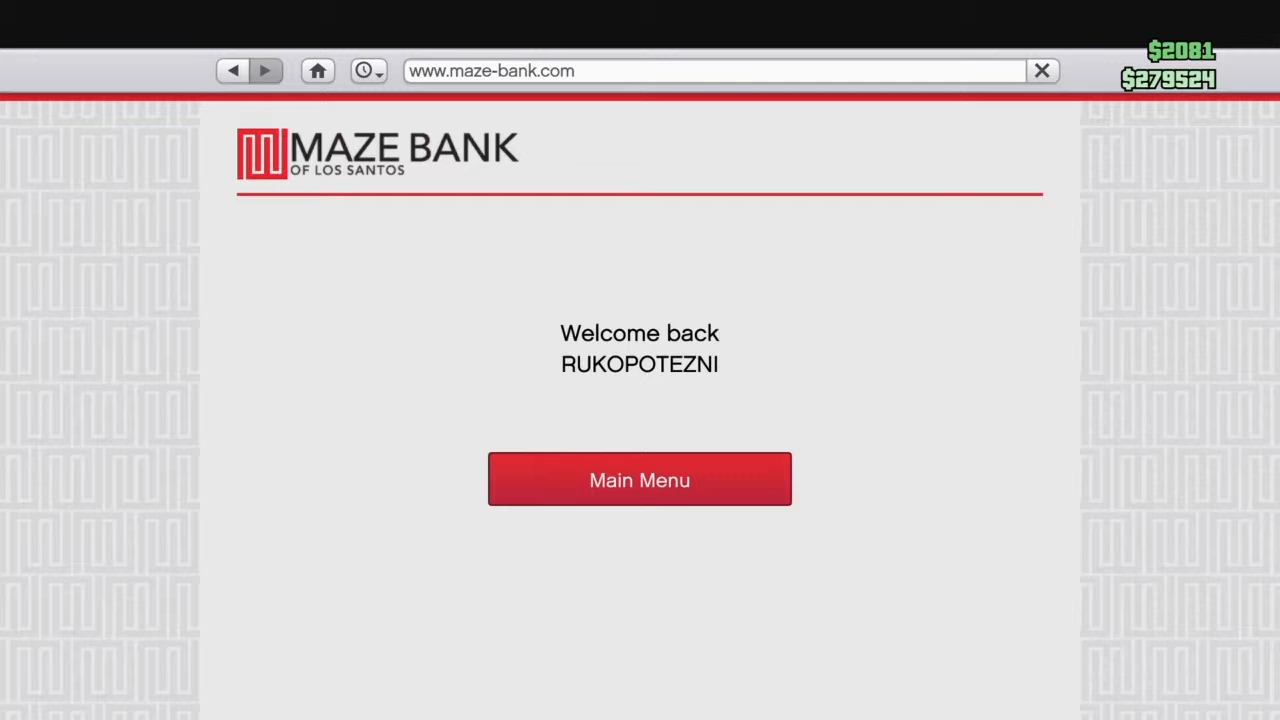 www.maze-bank.com
$2081
$279524
MAZE BANK
OF LOS SANTOS
Welcome back
RUKOPOTEZNI
Main Menu